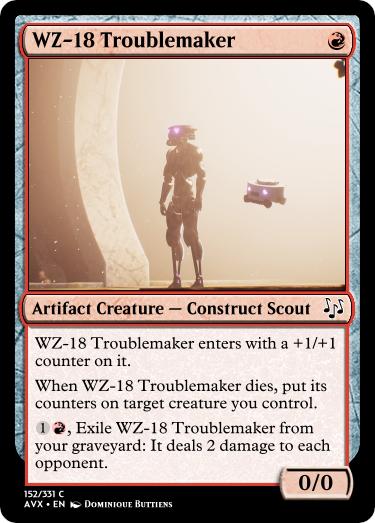 WZ-18 Troublemaker
Artifact Creature — Construct Scout
WZ-18 Troublemaker enters with a +1/+1
counter on it.
When WZ-18 Troublemaker dies, put its
counters on target creature you control.
1, Exile WZ-18 Troublemaker from
your graveyard: It deals 2 damage to each
opponent.
0/0
152/331 C
AVX • EN Dominique Buttiens